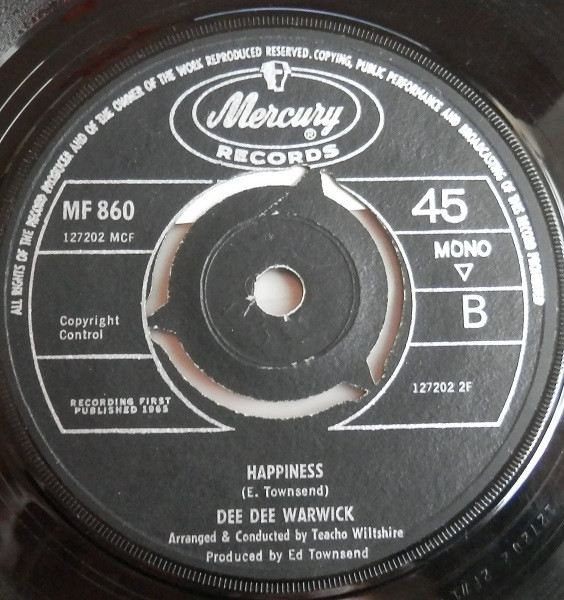 ALL RIGHTS OF THE RECORD PRODUCER AND OF THE OWNER OF THE WORK REPRODUCED RESERVED. COPYING, PUBLIC PERFORMANCE AND BROADCASTING OF THIS RECORD PROHIBITED
Mercury ®
RECORDS
MF 860
127202 MCF
45
MONO
B
Copyright
Control
127202 2F
RECORDING FIRST
PUBLISHED 1965
HAPPINESS
(E. Townsend)
DEE DEE WARWICK
Arranged & Conducted by Teacho Wiltshire
Produced by Ed Townsend